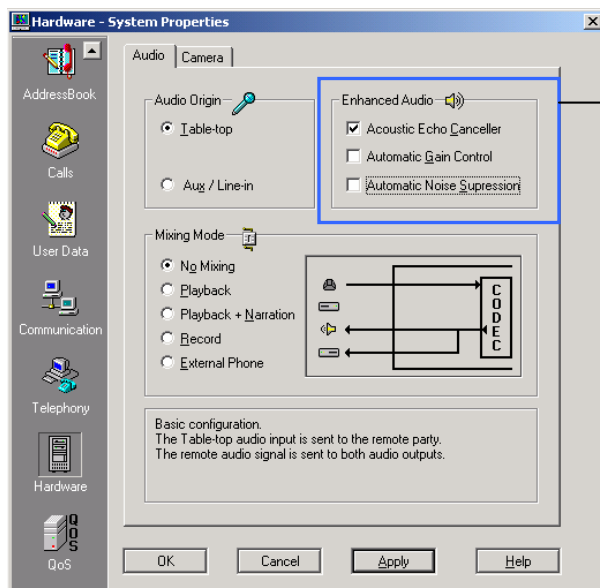 Hardware - System Properties
AddressBook
Calls
User Data
Communication
Telephony
Hardware
QOS
QoS
Audio
Camera
Audio Origin
Table-top
Aux / Line-in
Enhanced Audio
Acoustic Echo Canceller
Automatic Gain Control
Automatic Noise Supression
Mixing Mode
No Mixing
Playback
Playback + Narration
Record
External Phone
CODEC
Basic configuration.
The Table-top audio input is sent to the remote party.
The remote audio signal is sent to both audio outputs.
OK
Cancel
Apply
Help